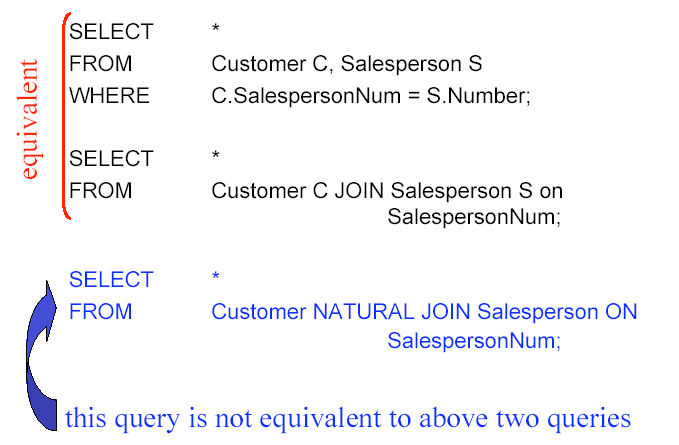 equivalent
SELECT *
FROM Customer C, Salesperson S
WHERE C.SalespersonNum = S.Number;
SELECT *
FROM Customer C JOIN Salesperson S on
SalespersonNum;
SELECT *
FROM Customer NATURAL JOIN Salesperson ON
SalespersonNum;
this query is not equivalent to above two queries